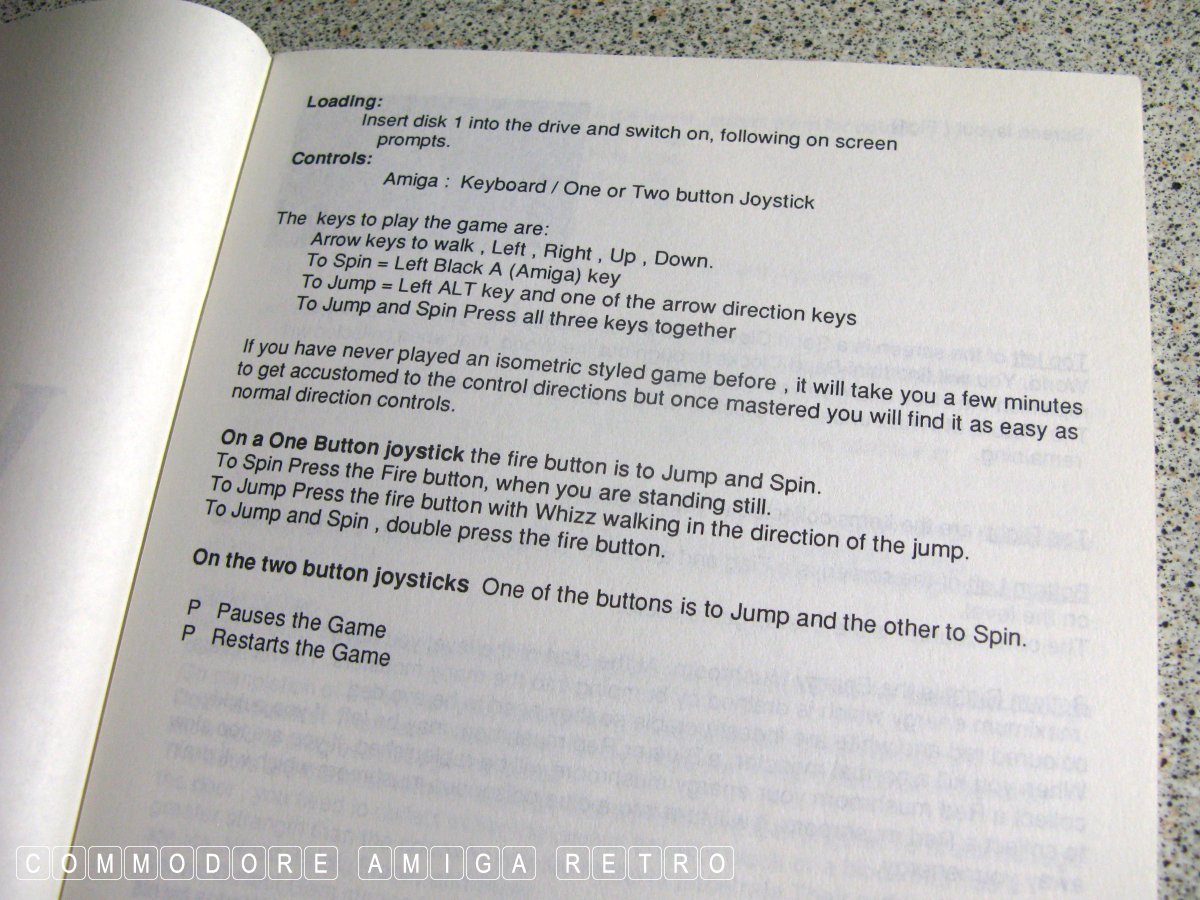 Loading:
Insert disk 1 into the drive and switch on, following on screen
prompts.
Controls:
Amiga : Keyboard / One or Two button Joystick
The keys to play the game are:
Arrow keys to walk , Left , Right , Up , Down.
To Spin = Left Black A (Amiga) key
To Jump = Left ALT key and one of the arrow direction keys
To Jump and Spin Press all three keys together
If you have never played an isometric styled game before , it will take you a few minutes
to get accustomed to the control directions but once mastered you will find it as easy as
normal direction controls.
On a One Button joystick the fire button is to Jump and Spin.
To Spin Press the Fire button, when you are standing still.
To Jump Press the fire button with Whizz walking in the direction of the jump.
To Jump and Spin , double press the fire button.
On the two button joysticks One of the buttons is to Jump and the other to Spin.
P Pauses the Game
P Restarts the Game
COMMODORE AMIGA RETRO